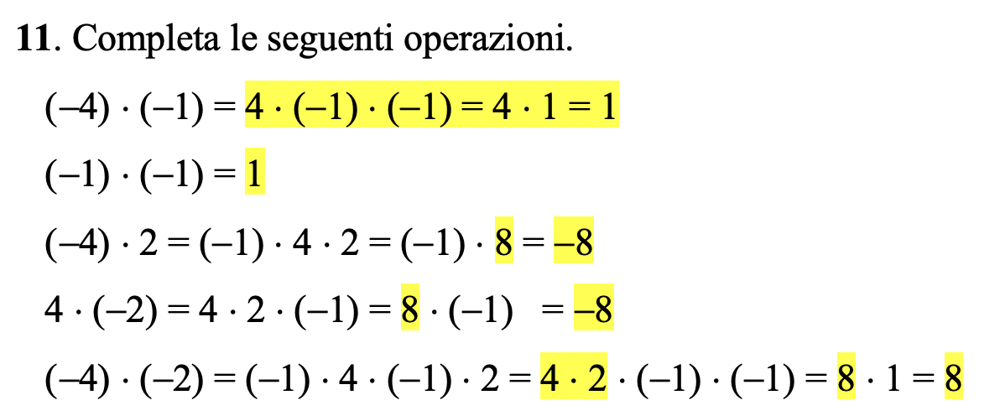 11. Completa le seguenti operazioni.
(–4) · (–1) = 4 · (–1) · (–1) = 4 · 1 = 1
(–1) · (–1) = 1
(–4) · 2 = (–1) · 4 · 2 = (–1) · 8 = –8
4 · (–2) = 4 · 2 · (–1) = 8 · (–1) = –8
(–4) · (–2) = (–1) · 4 · (–1) · 2 = 4 · 2 · (–1) · (–1) = 8 · 1 = 8